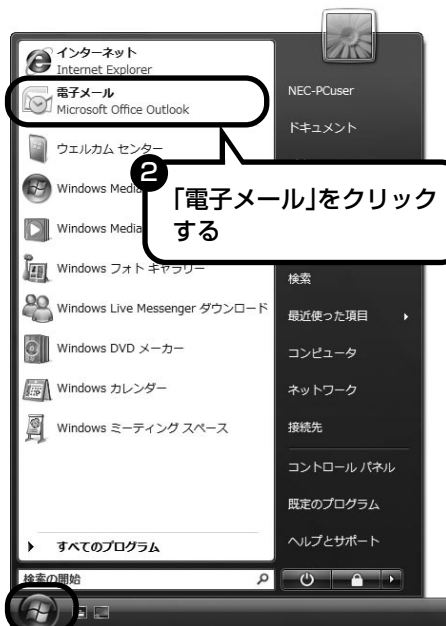 インターネット
Internet Explorer
電子メール
Microsoft Office Outlook
ウェルカム センター
Windows Media
Windows Media
Windows フォト ギャラリー
Windows Live Messenger ダウンロード
Windows DVD メーカー
Windows カレンダー
Windows ミーティング スペース
すべてのプログラム
検索の開始
NEC-PCuser
ドキュメント
検索
最近使った項目
コンピュータ
ネットワーク
接続先
コントロール パネル
既定のプログラム
ヘルプとサポート
2
「電子メール」をクリック
する